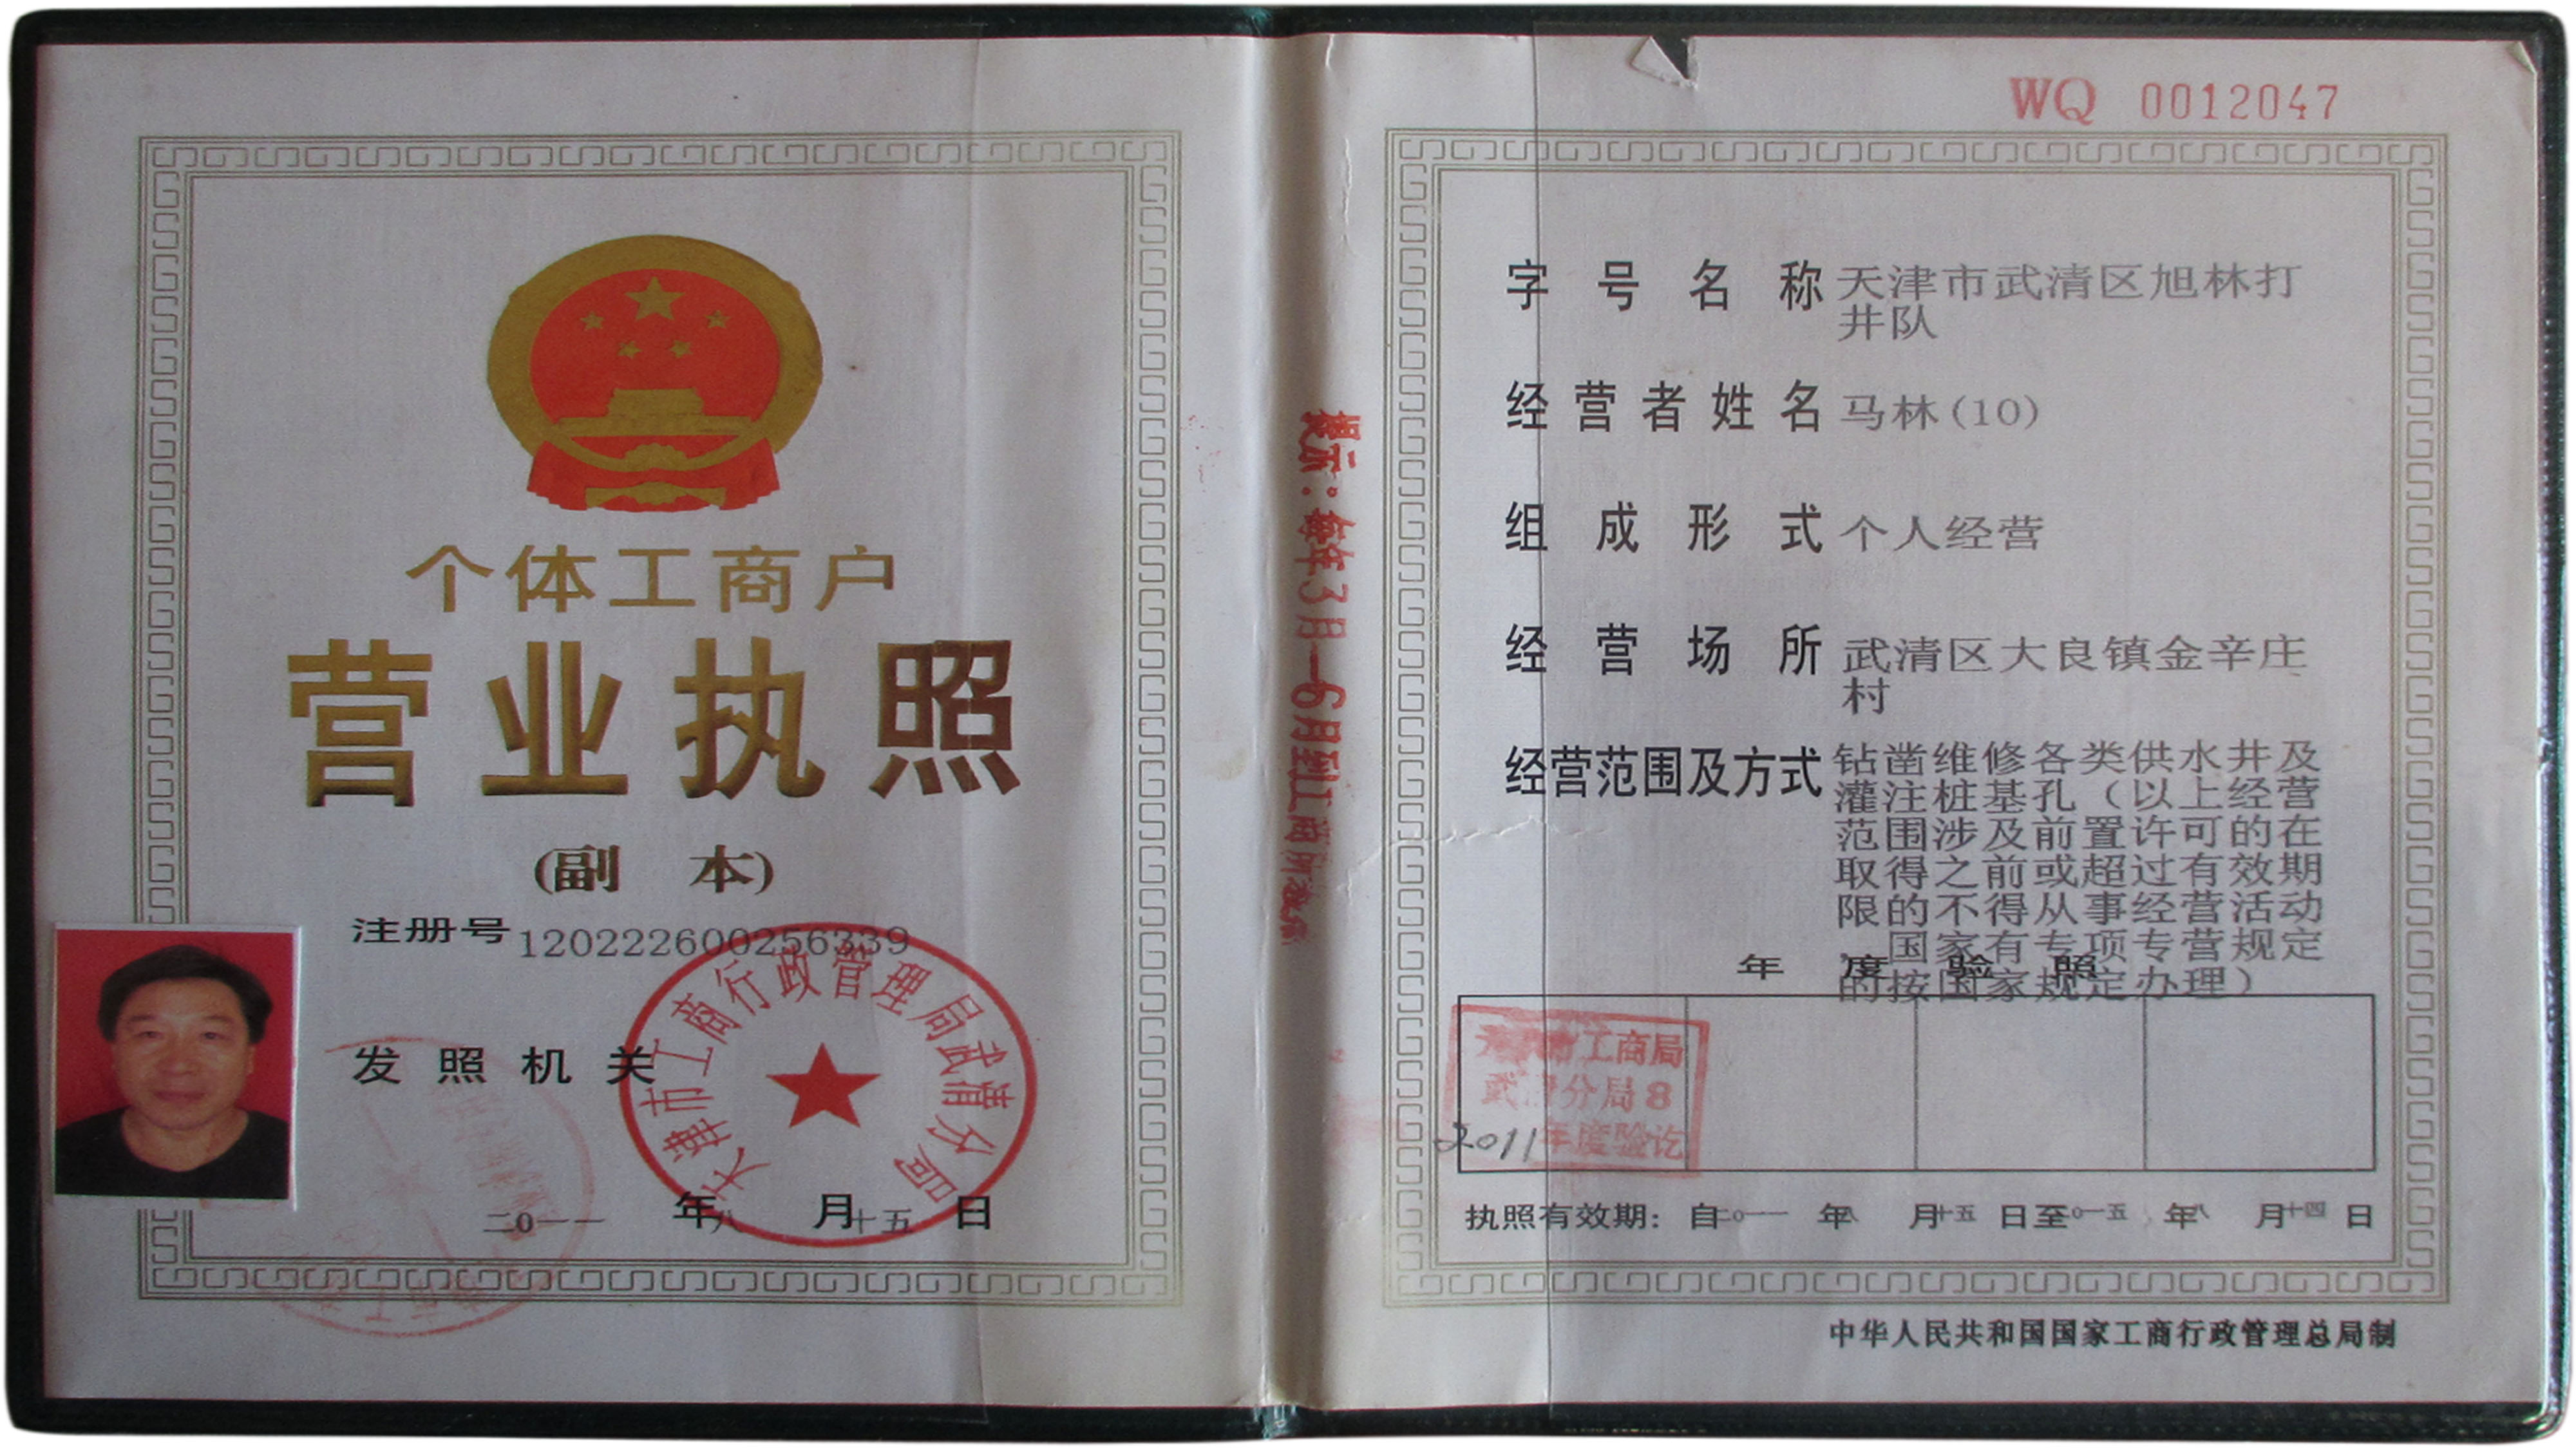 个体工商户
营业执照
(副 本)
注册号 120222600256339
发照机关
天津市工商行政管理局武清分局
二0一一 年 八 月 十五 日
提示：每年3月—6月到工商所验照
WQ 0012047
字号名称 天津市武清区旭林打
井队
经营者姓名 马林(10)
组成形式 个人经营
经营场所 武清区大良镇金辛庄
村
经营范围及方式 钻凿维修各类供水井及
灌注桩基孔（以上经营
范围涉及前置许可的在
取得之前或超过有效期
限的不得从事经营活动
，国家有专项专营规定
的按国家规定办理）
年度验照
工商局
分局8
2011年度验讫
执照有效期：自二0一一 年八 月十五 日至二0一五 年八 月十四 日
中华人民共和国国家工商行政管理总局制